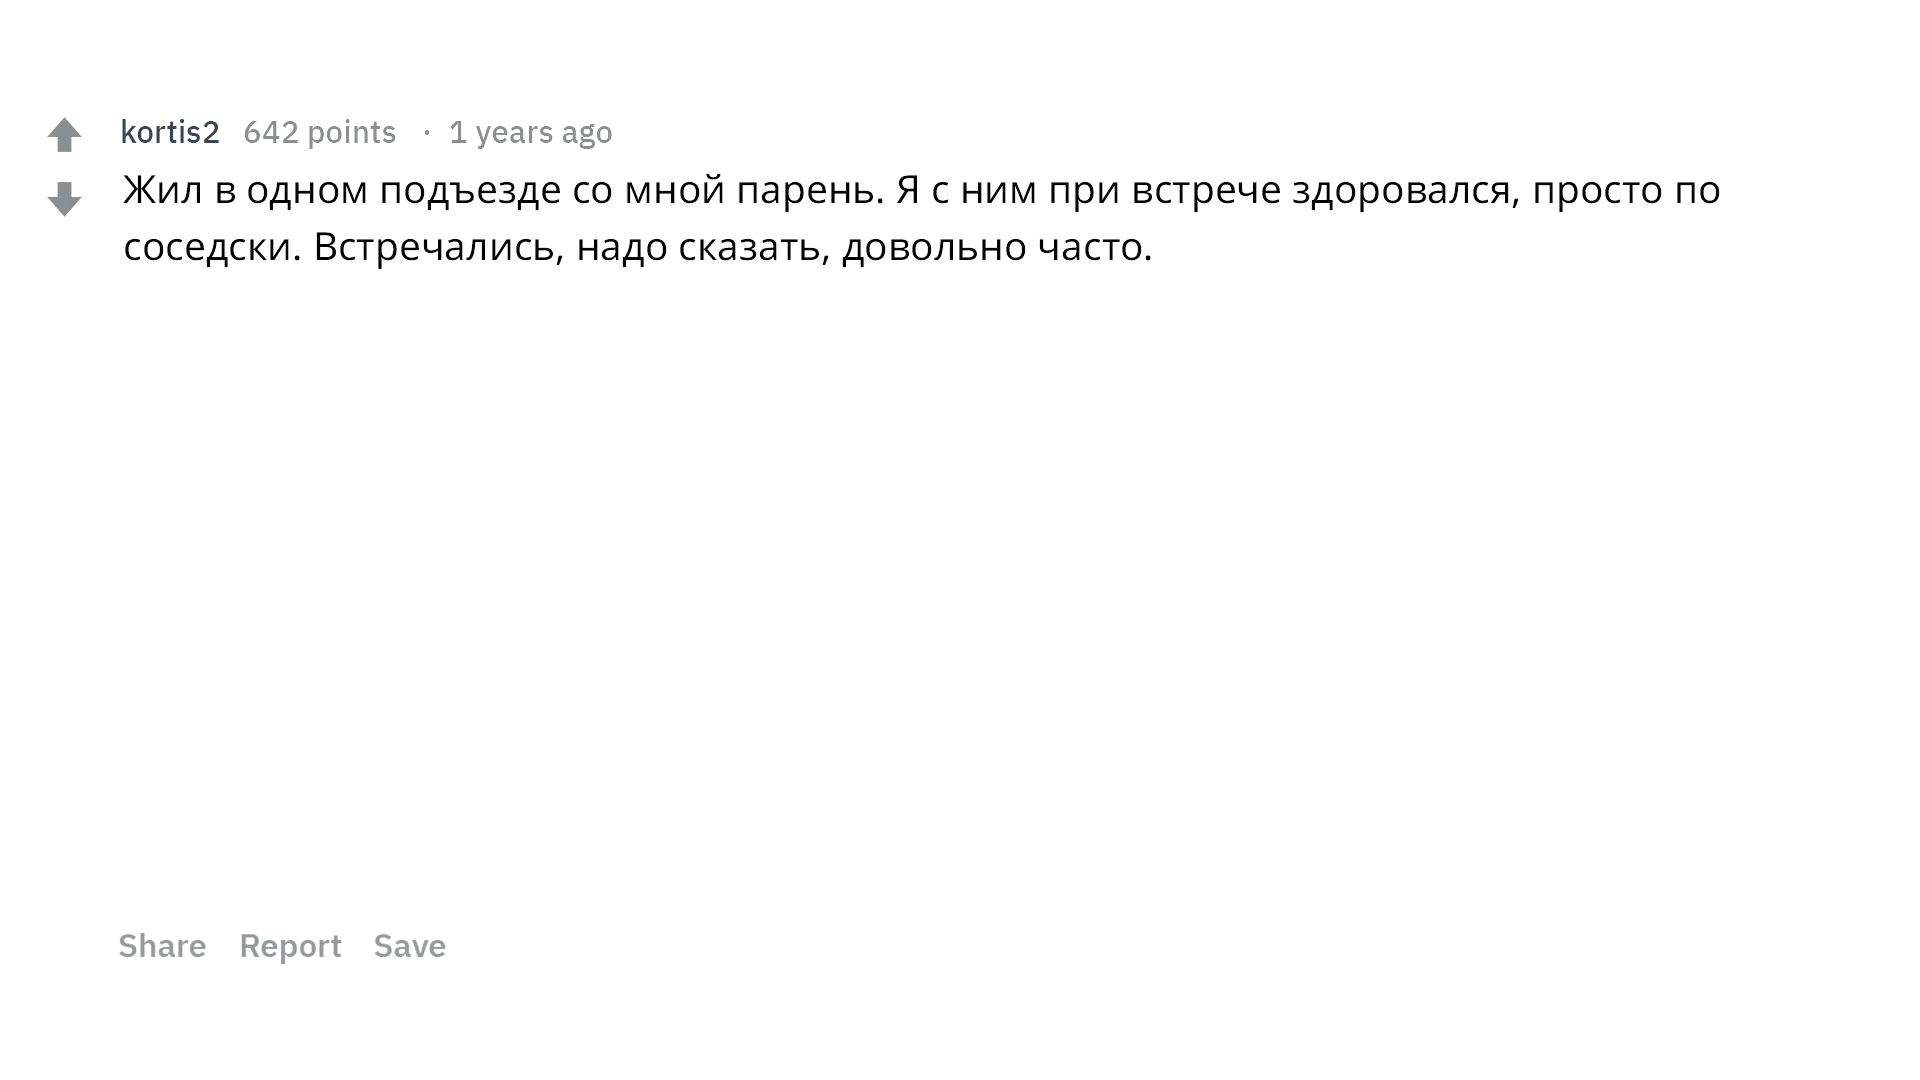 kortis2 642 points · 1 years ago
Жил в одном подъезде со мной парень. Я с ним при встрече здоровался, просто по
соседски. Встречались, надо сказать, довольно часто.
Share Report Save